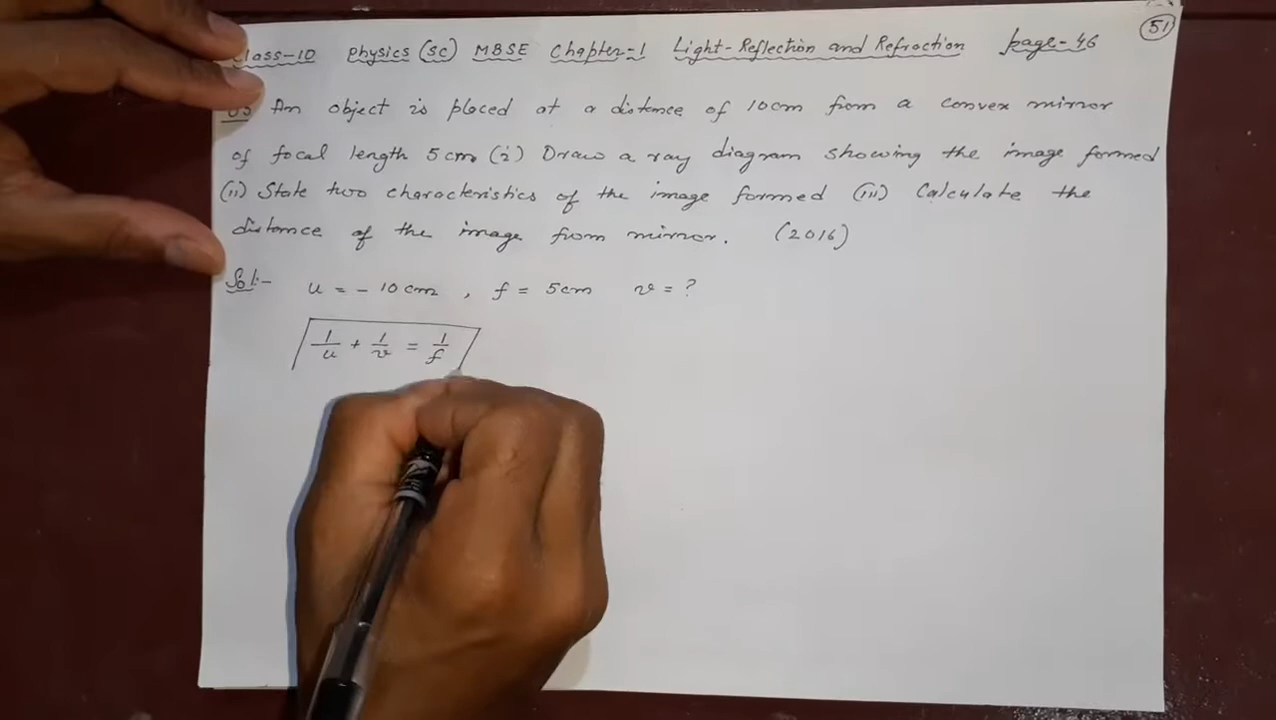 Class-10 Physics (SC) MBSE Chapter-1 Light-Reflection and Refraction page-46 51
An object is placed at a distance of 10cm from a convex mirror
of focal length 5cm (i) Draw a ray diagram showing the image formed
(ii) State two characteristics of the image formed (iii) Calculate the
distance of the image from mirror. (2016)
Sol:- u = - 10cm , f = 5cm v = ?
1/u + 1/v = 1/f